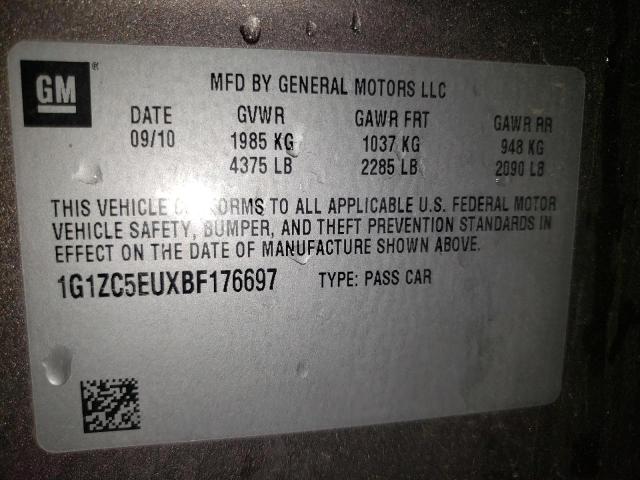 GM®
MFD BY GENERAL MOTORS LLC
DATE GVWR GAWR FRT GAWR RR
09/10 1985 KG 1037 KG 948 KG
4375 LB 2285 LB 2090 LB
THIS VEHICLE C RMS TO ALL APPLICABLE U.S. FEDERAL MOTOR
VEHICLE SAFETY, BUMPER, AND THEFT PREVENTION STANDARDS IN
EFFECT ON THE DATE OF MANUFACTURE SHOWN ABOVE.
1G1ZC5EUXBF176697 TYPE: PASS CAR